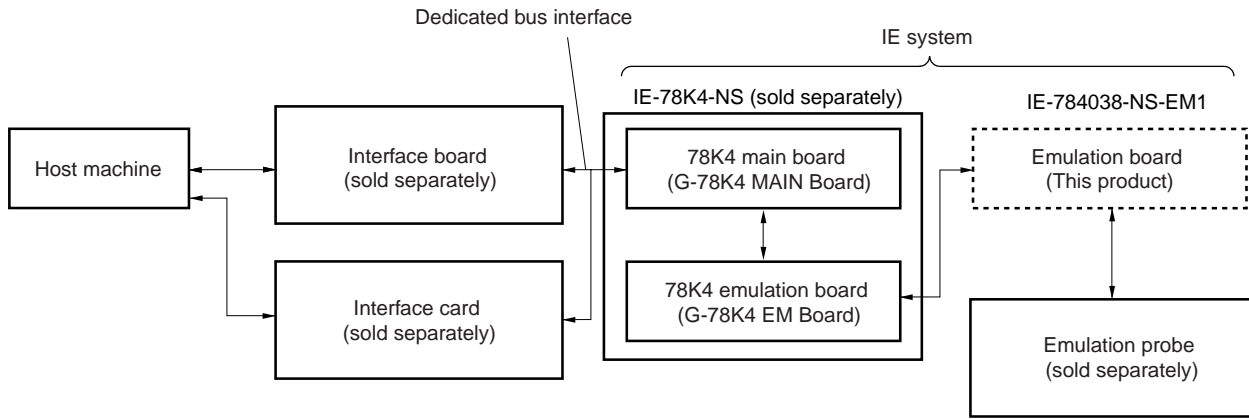 Dedicated bus interface
IE system
IE-78K4-NS (sold separately)
IE-784038-NS-EM1
Host machine
Interface board
(sold separately)
78K4 main board
(G-78K4 MAIN Board)
Emulation board
(This product)
Interface card
(sold separately)
78K4 emulation board
(G-78K4 EM Board)
Emulation probe
(sold separately)